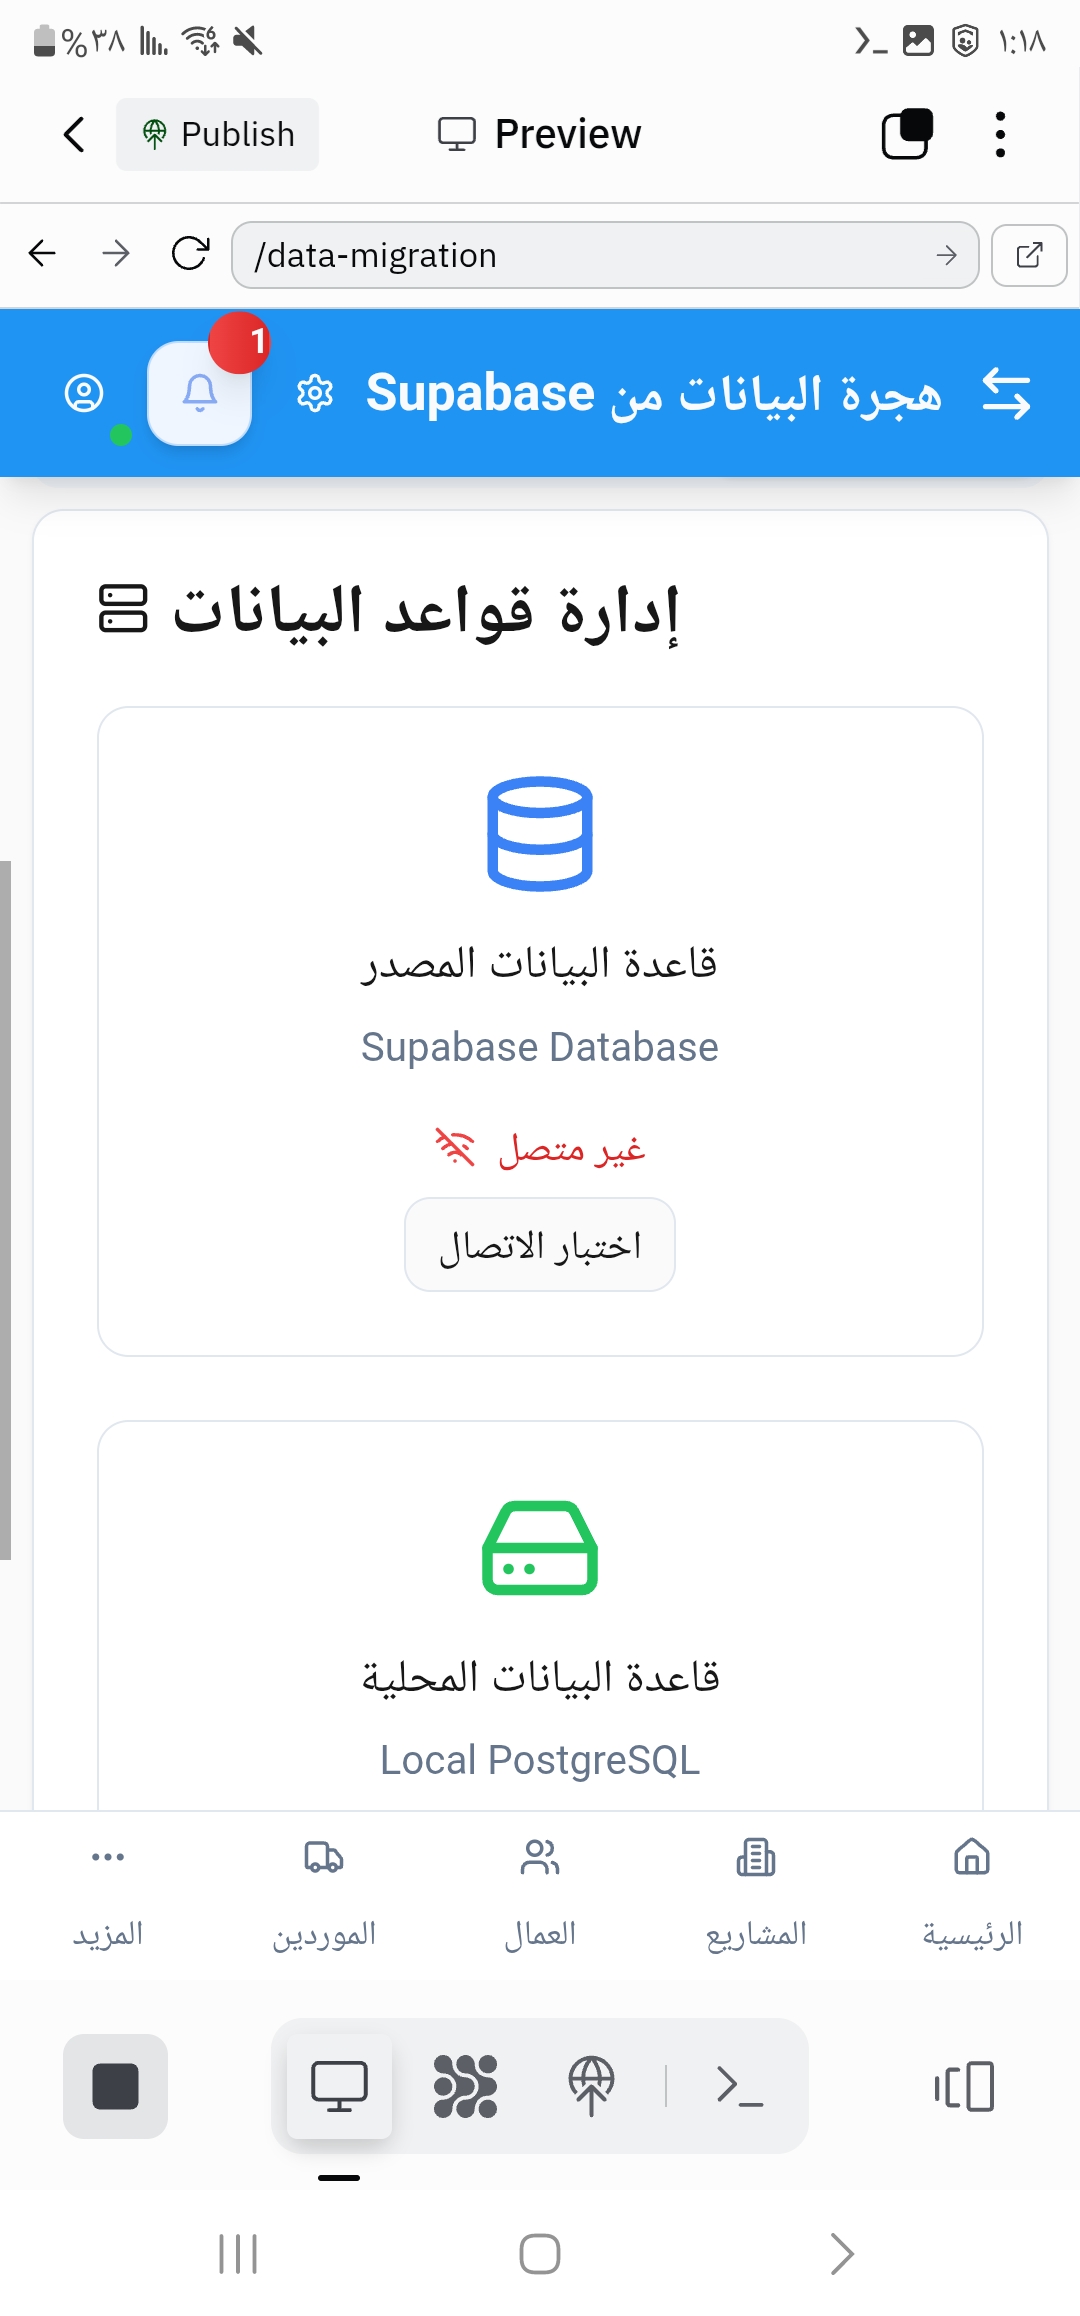 %٣٨
١:١٨
Publish
Preview
/data-migration
هجرة البيانات من Supabase
1
إدارة قواعد البيانات
قاعدة البيانات المصدر
Supabase Database
غير متصل
اختبار الاتصال
قاعدة البيانات المحلية
Local PostgreSQL
الرئيسية
المشاريع
العمال
الموردين
المزيد